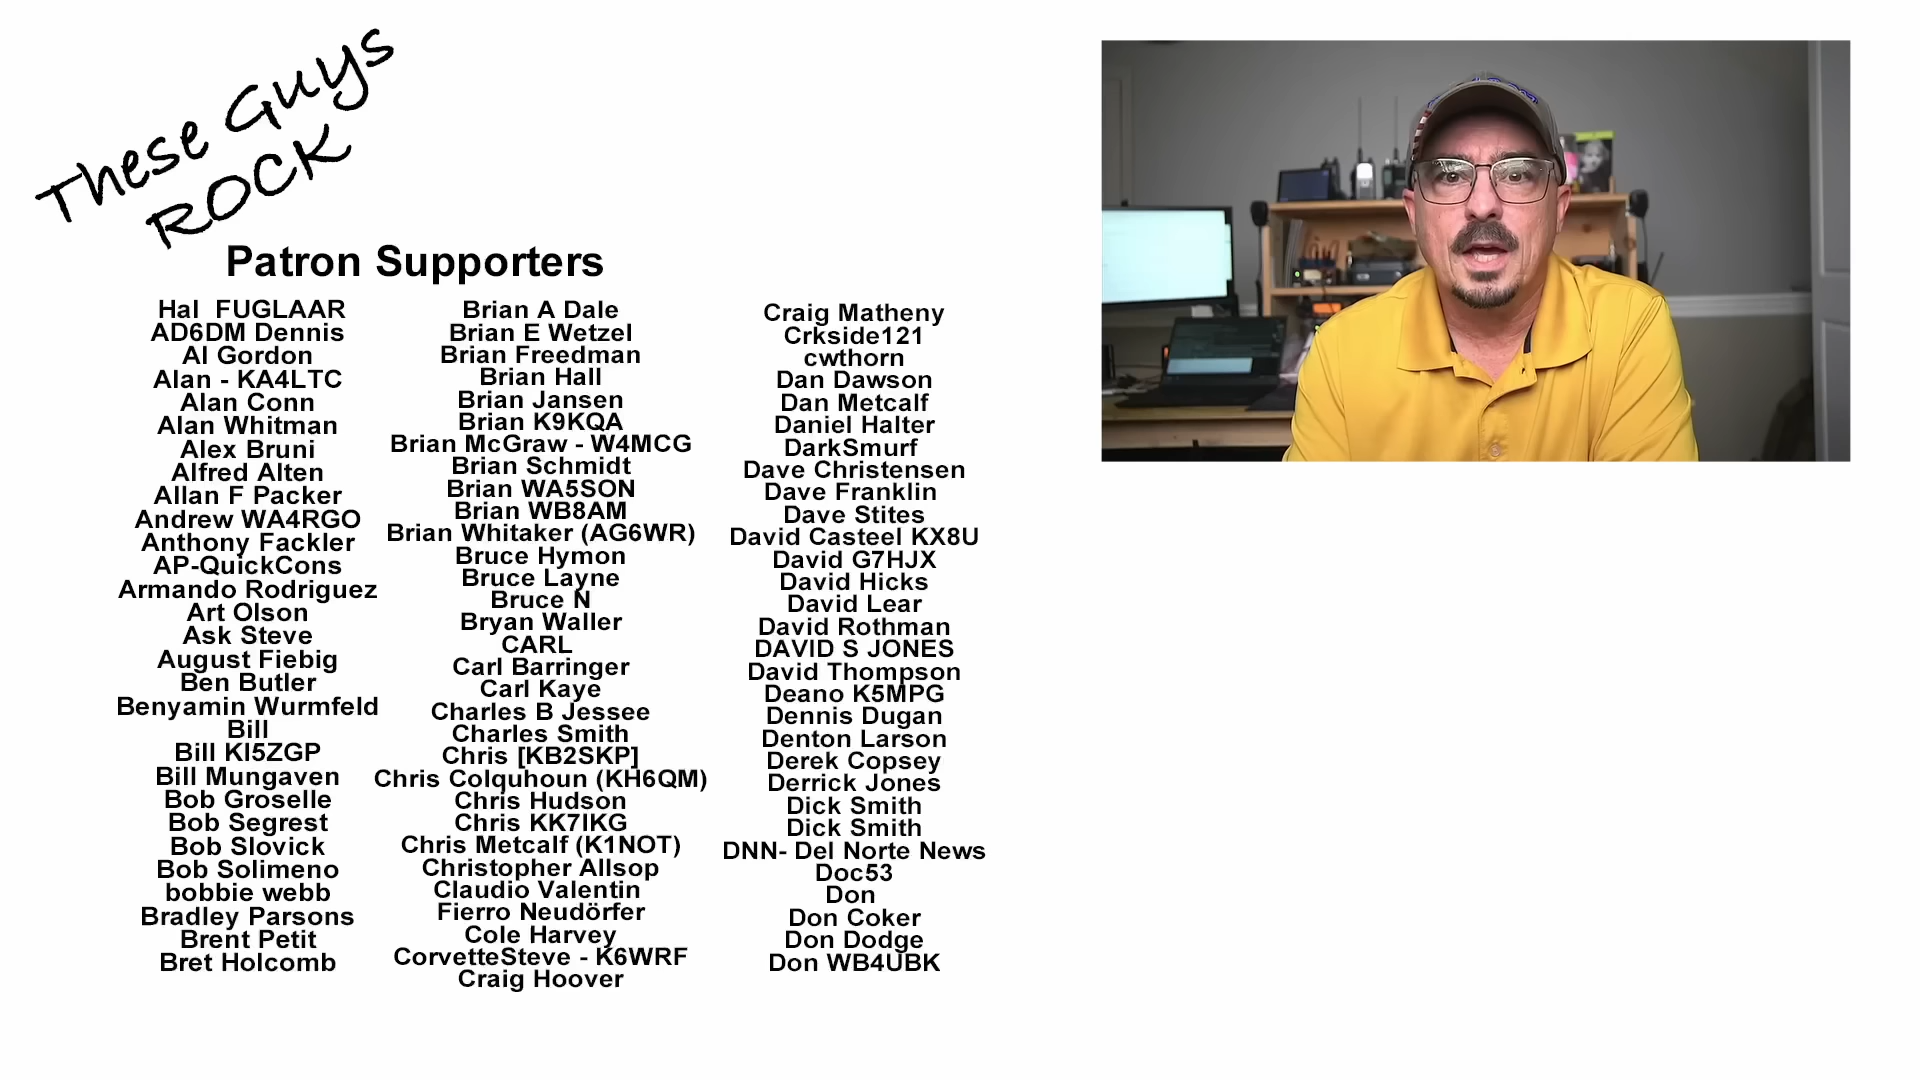 These Guys
ROCK
Patron Supporters
Hal  FUGLAAR
AD6DM Dennis
Al Gordon
Alan - KA4LTC
Alan Conn
Alan Whitman
Alex Bruni
Alfred Alten
Allan F Packer
Andrew WA4RGO
Anthony Fackler
AP-QuickCons
Armando Rodriguez
Art Olson
Ask Steve
August Fiebig
Ben Butler
Benyamin Wurmfeld
Bill
Bill KI5ZGP
Bill Mungaven
Bob Groselle
Bob Segrest
Bob Slovick
Bob Solimeno
bobbie webb
Bradley Parsons
Brent Petit
Bret Holcomb
Brian A Dale
Brian E Wetzel
Brian Freedman
Brian Hall
Brian Jansen
Brian K9KQA
Brian McGraw - W4MCG
Brian Schmidt
Brian WA5SON
Brian WB8AM
Brian Whitaker (AG6WR)
Bruce Hymon
Bruce Layne
Bruce N
Bryan Waller
CARL
Carl Barringer
Carl Kaye
Charles B Jessee
Charles Smith
Chris [KB2SKP]
Chris Colquhoun (KH6QM)
Chris Hudson
Chris KK7IKG
Chris Metcalf (K1NOT)
Christopher Allsop
Claudio Valentin
Fierro Neudörfer
Cole Harvey
CorvetteSteve - K6WRF
Craig Hoover
Craig Matheny
Crkside121
cwthorn
Dan Dawson
Dan Metcalf
Daniel Halter
DarkSmurf
Dave Christensen
Dave Franklin
Dave Stites
David Casteel KX8U
David G7HJX
David Hicks
David Lear
David Rothman
DAVID S JONES
David Thompson
Deano K5MPG
Dennis Dugan
Denton Larson
Derek Copsey
Derrick Jones
Dick Smith
Dick Smith
DNN- Del Norte News
Doc53
Don
Don Coker
Don Dodge
Don WB4UBK